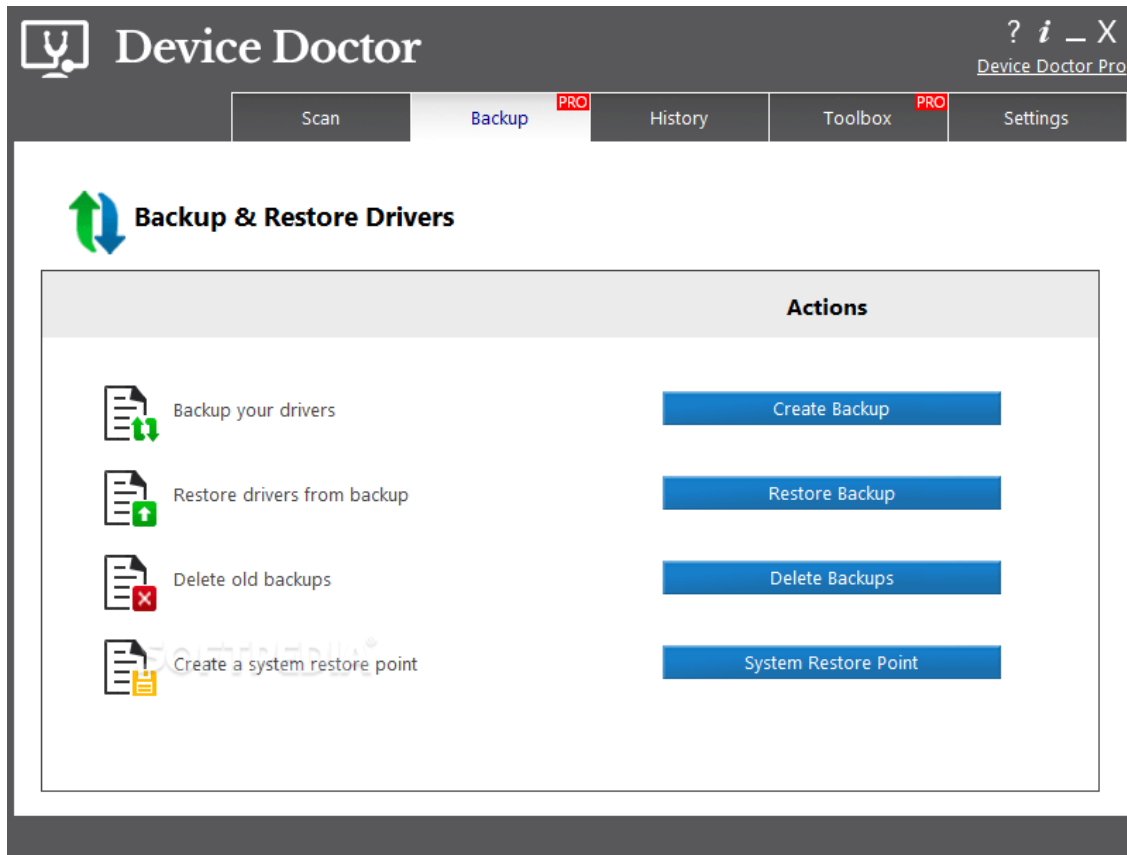 Device Doctor
? i _ X
Device Doctor Pro
Scan
Backup
PRO
History
Toolbox
PRO
Settings
Backup & Restore Drivers
Actions
Backup your drivers
Create Backup
Restore drivers from backup
Restore Backup
Delete old backups
Delete Backups
SOFTPEDIA®
Create a system restore point
System Restore Point